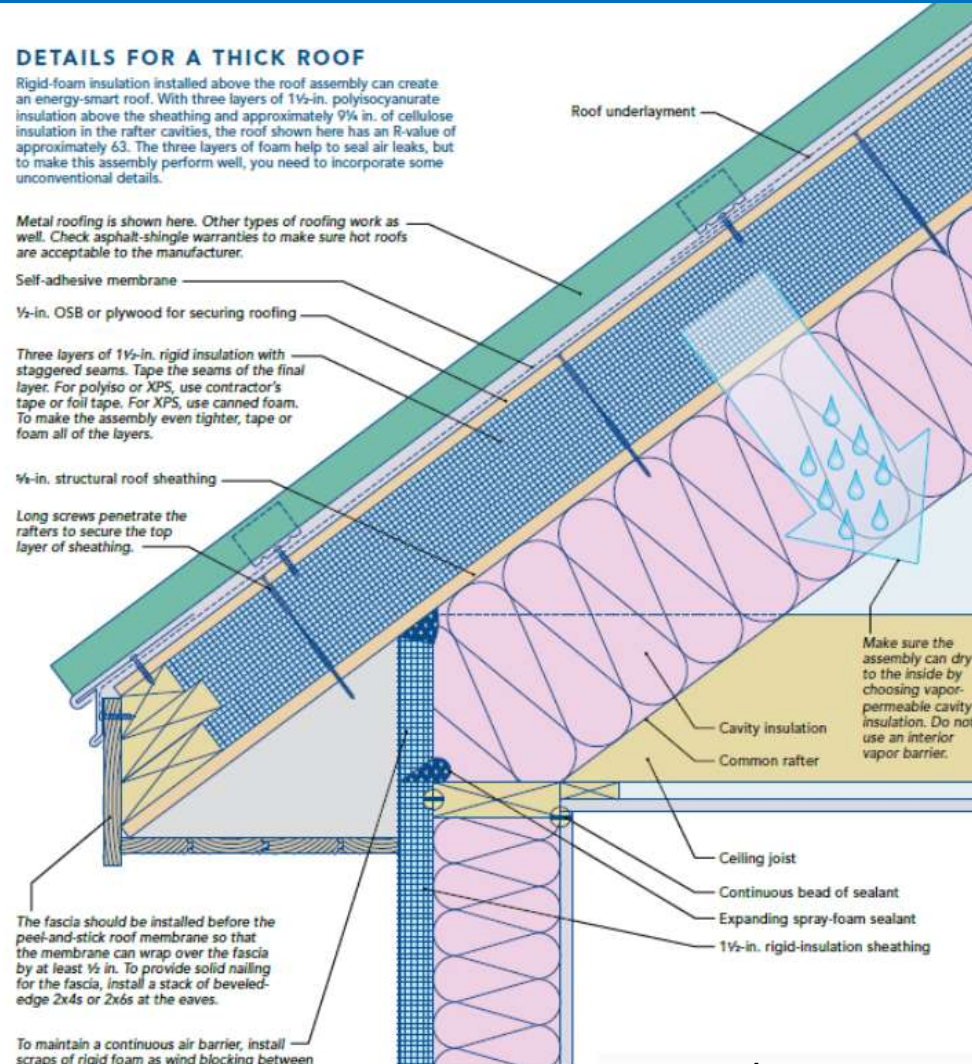 DETAILS FOR A THICK ROOF
Rigid-foam insulation installed above the roof assembly can create
an energy-smart roof. With three layers of 1½-in. polyisocyanurate
insulation above the sheathing and approximately 9¼ in. of cellulose
insulation in the rafter cavities, the roof shown here has an R-value of
approximately 63. The three layers of foam help to seal air leaks, but
to make this assembly perform well, you need to incorporate some
unconventional details.
Roof underlayment
Metal roofing is shown here. Other types of roofing work as
well. Check asphalt-shingle warranties to make sure hot roofs
are acceptable to the manufacturer.
Self-adhesive membrane
½-in. OSB or plywood for securing roofing
Three layers of 1½-in. rigid insulation with
staggered seams. Tape the seams of the final
layer. For polyiso or XPS, use contractor's
tape or foil tape. For XPS, use canned foam.
To make the assembly even tighter, tape or
foam all of the layers.
⅝-in. structural roof sheathing
Long screws penetrate the
rafters to secure the top
layer of sheathing.
Make sure the
assembly can dry
to the inside by
choosing vapor-
permeable cavity
insulation. Do not
use an interior
vapor barrier.
Cavity insulation
Common rafter
Ceiling joist
Continuous bead of sealant
Expanding spray-foam sealant
1½-in. rigid-insulation sheathing
The fascia should be installed before the
peel-and-stick roof membrane so that
the membrane can wrap over the fascia
by at least ½ in. To provide solid nailing
for the fascia, install a stack of beveled-
edge 2x4s or 2x6s at the eaves.
To maintain a continuous air barrier, install
scraps of rigid foam as wind blocking between